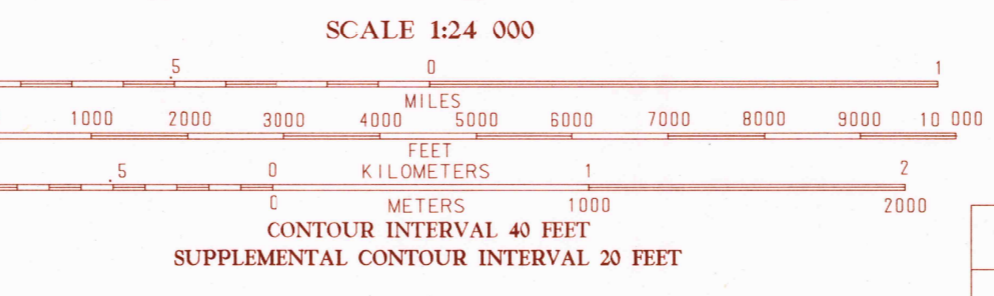 SCALE 1:24 000
.5 0 1
MILES
1000 2000 3000 4000 5000 6000 7000 8000 9000 10 000
FEET
.5 0 KILOMETERS 1 2
0 METERS 1000 2000
CONTOUR INTERVAL 40 FEET
SUPPLEMENTAL CONTOUR INTERVAL 20 FEET